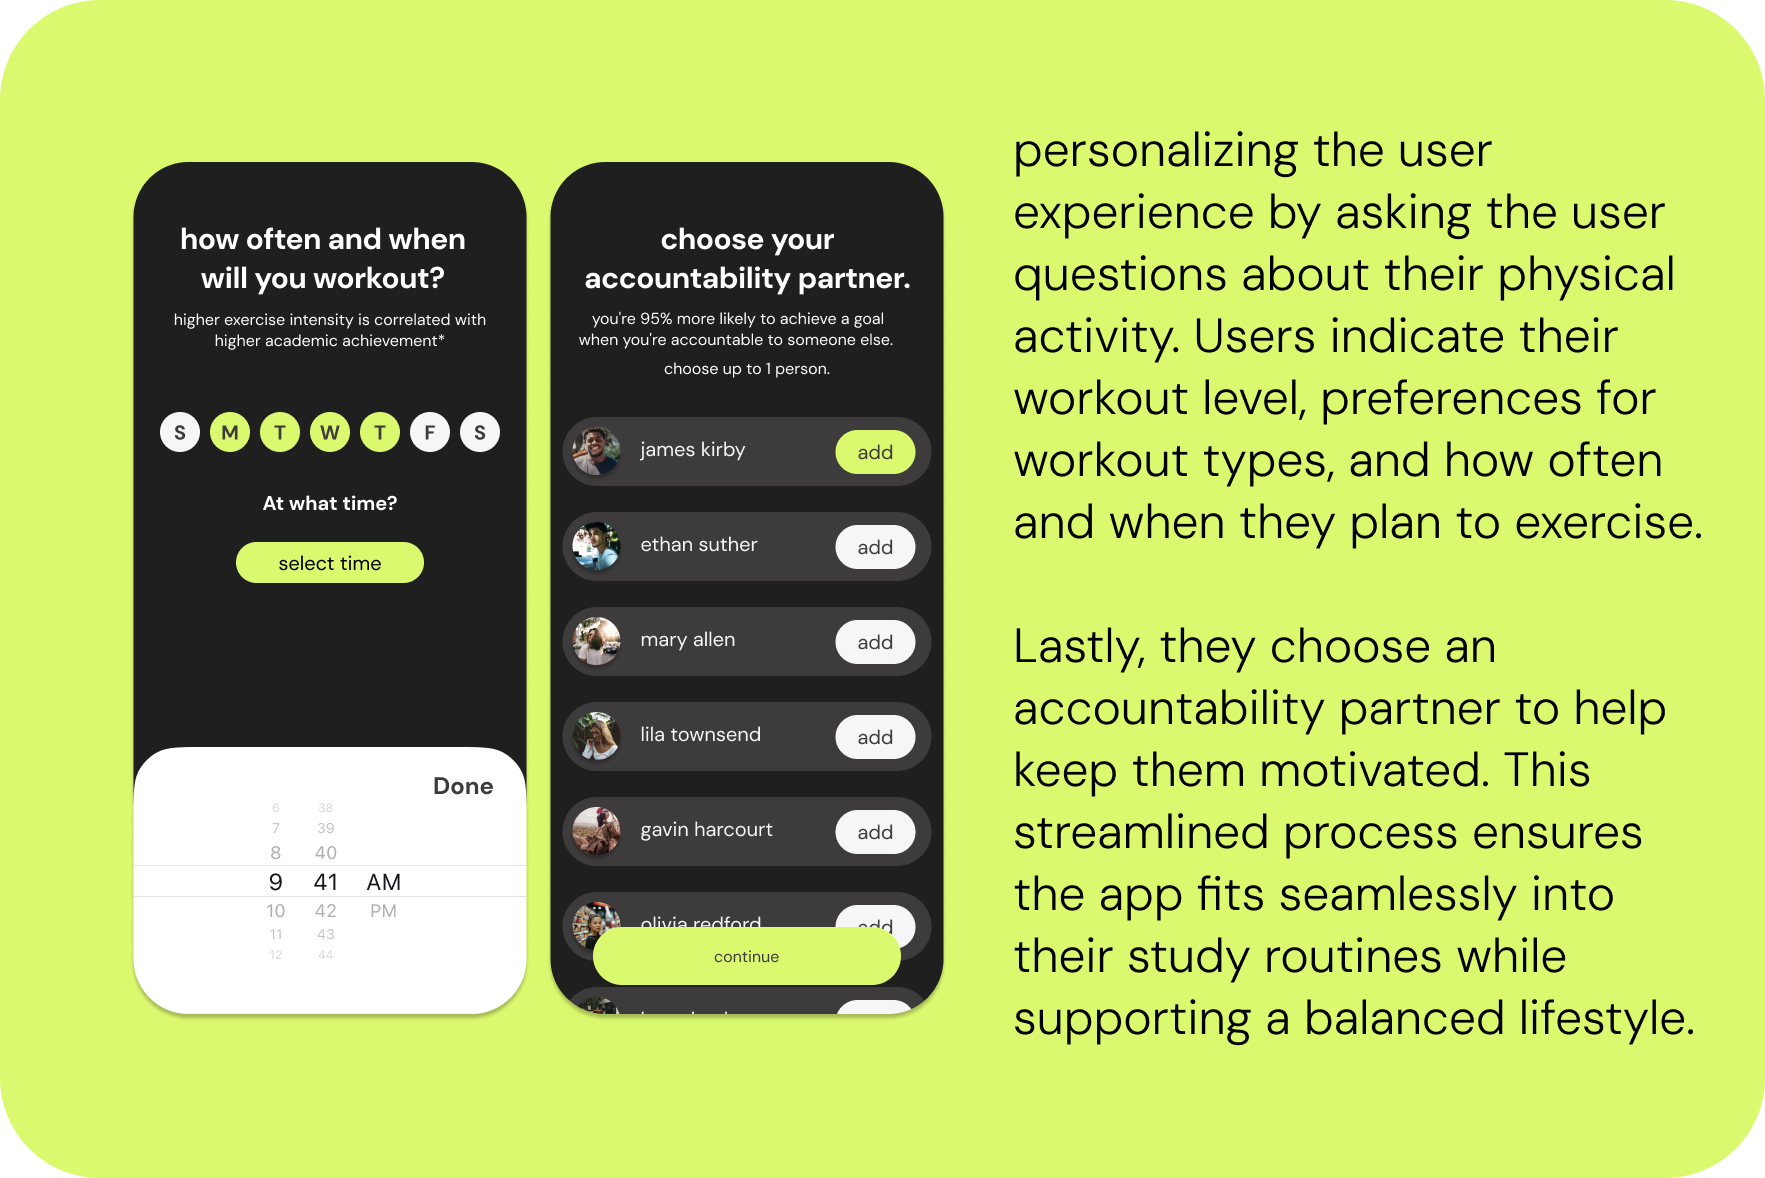 how often and when
will you workout?
higher exercise intensity is correlated with
higher academic achievement*
S M T W T F S
At what time?
select time
Done
6 38
7 39
8 40
9 41 AM
10 42 PM
11 43
12 44
choose your
accountability partner.
you're 95% more likely to achieve a goal
when you're accountable to someone else.
choose up to 1 person.
james kirby add
ethan suther add
mary allen add
lila townsend add
gavin harcourt add
olivia redford add
continue
personalizing the user
experience by asking the user
questions about their physical
activity. Users indicate their
workout level, preferences for
workout types, and how often
and when they plan to exercise.
Lastly, they choose an
accountability partner to help
keep them motivated. This
streamlined process ensures
the app fits seamlessly into
their study routines while
supporting a balanced lifestyle.